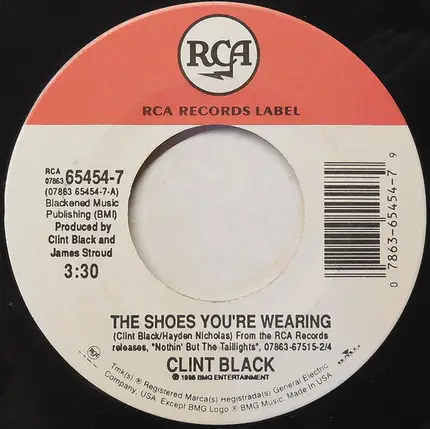 RCA
RCA RECORDS LABEL
RCA
07863 65454-7
(07863 65454-7-A)
Blackened Music
Publishing (BMI)
Produced by
Clint Black and
James Stroud
3:30
0 7863-65454-7 9
THE SHOES YOU'RE WEARING
(Clint Black/Hayden Nicholas) From the RCA Records
releases, "Nothin' But The Taillights", 07863-67515-2/4
CLINT BLACK
℗ 1998 BMG ENTERTAINMENT
Tmk(s) ® Registered Marca(s) Registrada(s) General Electric
Company, USA. Except BMG Logo ® BMG Music. Made in USA